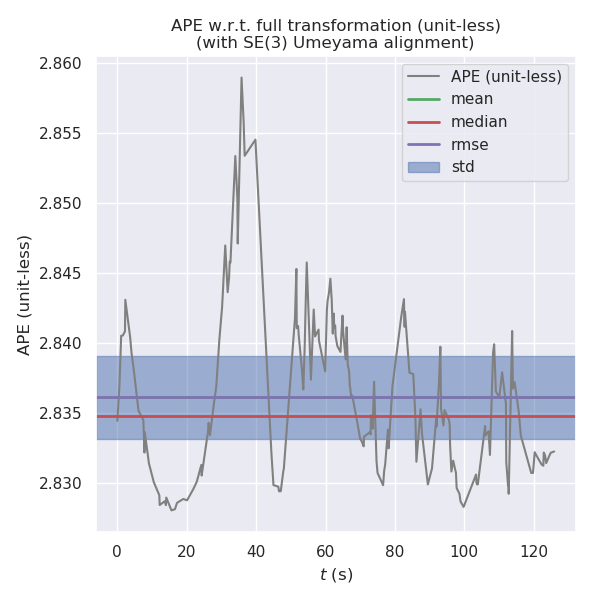 APE w.r.t. full transformation (unit-less)
(with SE(3) Umeyama alignment)
APE (unit-less)
mean
median
rmse
std
APE (unit-less)
2.860
2.855
2.850
2.845
2.840
2.835
2.830
0 20 40 60 80 100 120
t (s)